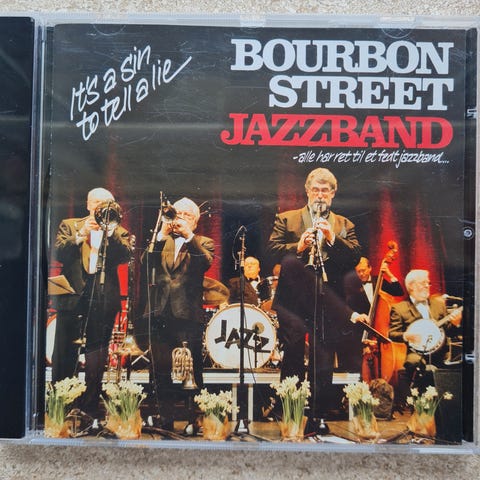 It's a sin
to tell a lie
BOURBON
STREET
JAZZBAND
-alle har ret til et fedt jazzband...
JAZZ